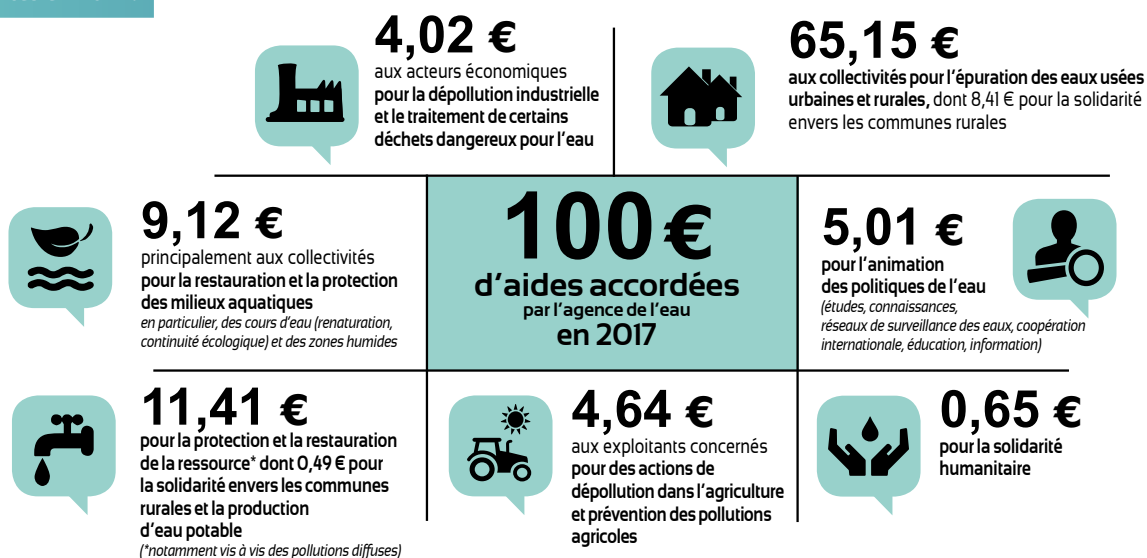 4,02 €
aux acteurs économiques
pour la dépollution industrielle
et le traitement de certains
déchets dangereux pour l'eau
65,15 €
aux collectivités pour l'épuration des eaux usées
urbaines et rurales, dont 8,41 € pour la solidarité
envers les communes rurales
9,12 €
principalement aux collectivités
pour la restauration et la protection
des milieux aquatiques
en particulier, des cours d'eau (renaturation,
continuité écologique) et des zones humides
100 €
d'aides accordées
par l'agence de l'eau
en 2017
5,01 €
pour l'animation
des politiques de l'eau
(études, connaissances,
réseaux de surveillance des eaux, coopération
internationale, éducation, information)
11,41 €
pour la protection et la restauration
de la ressource* dont 0,49 € pour
la solidarité envers les communes
rurales et la production
d'eau potable
(*notamment vis à vis des pollutions diffuses)
4,64 €
aux exploitants concernés
pour des actions de
dépollution dans l'agriculture
et prévention des pollutions
agricoles
0,65 €
pour la solidarité
humanitaire